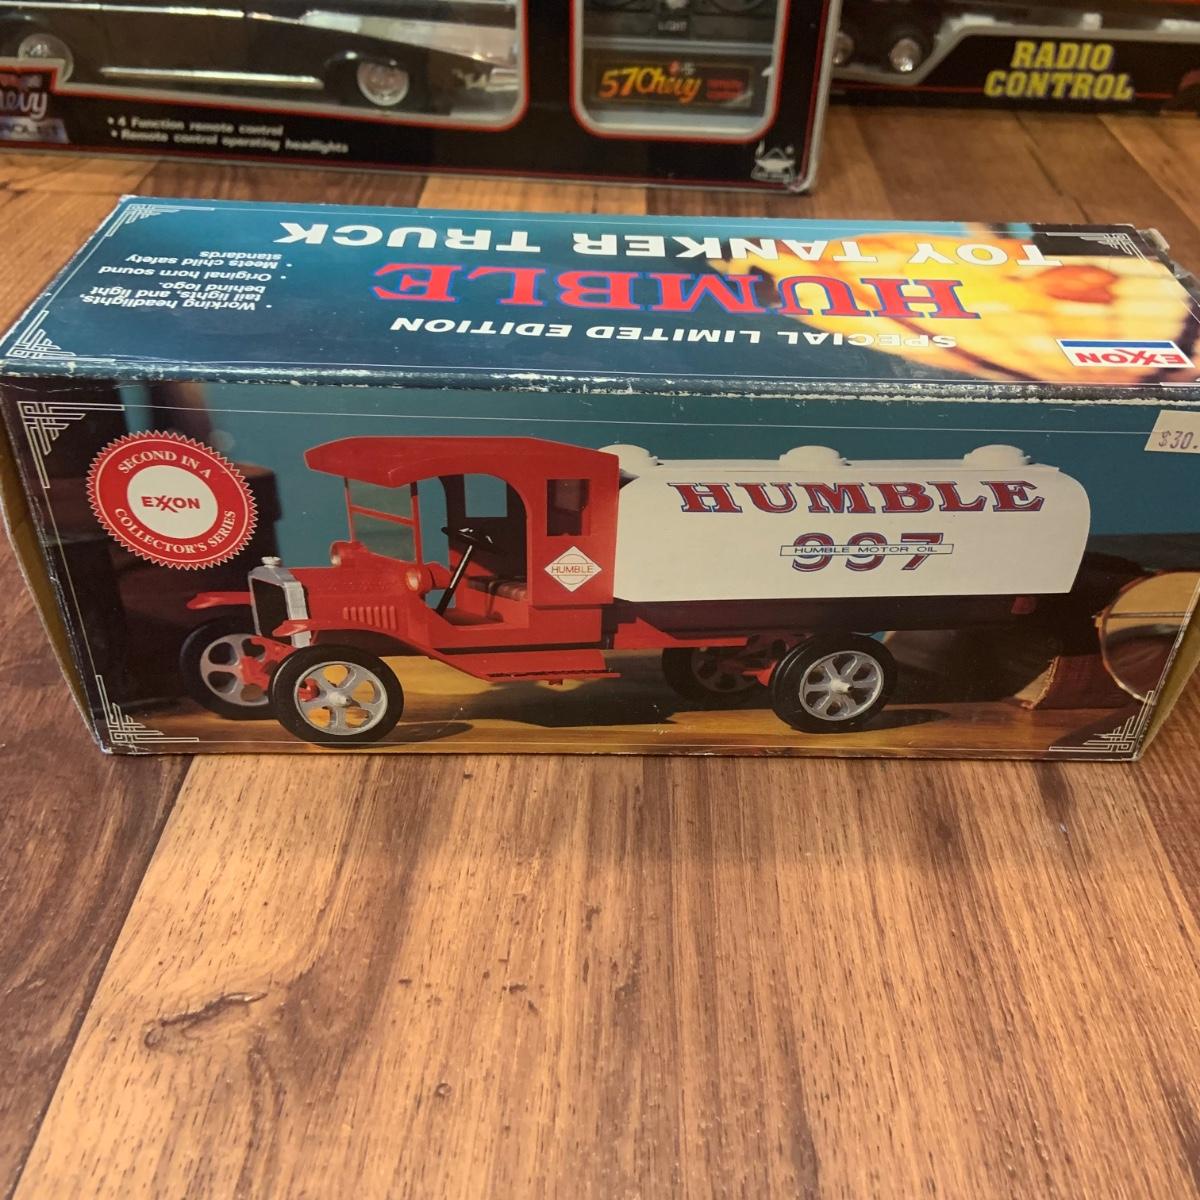 57 Chevy
LIGHT
RADIO
CONTROL
• 4 Function remote control
• Remote control operating headlights
EXXON
SPECIAL LIMITED EDITION
HUMBLE
TOY TANKER TRUCK
• Working headlights,
tail lights, and light
behind logo.
• Original horn sound
Meets child safety
standards
$30.
SECOND IN A
EXXON
COLLECTOR'S SERIES
HUMBLE
997
HUMBLE MOTOR OIL
HUMBLE